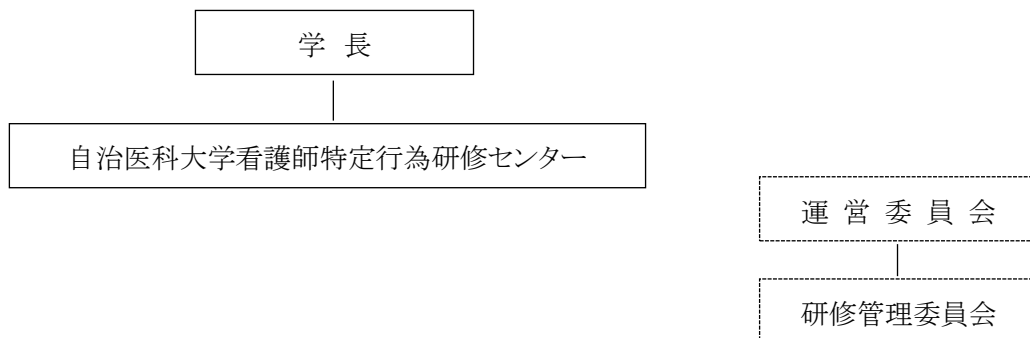 学 長
自治医科大学看護師特定行為研修センター
運 営 委 員 会
研修管理委員会